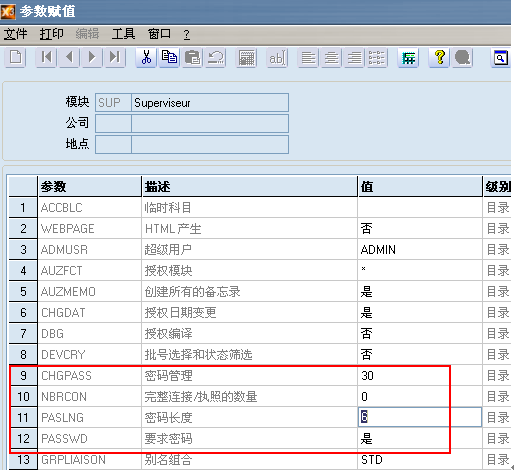 X3 参数赋值
文件 打印 编辑 工具 窗口 ?
模块 SUP Superviseur
公司
地点
参数 描述 值 级别
1 ACCBLC 临时科目 目录
2 WEBPAGE HTML产生 否 目录
3 ADMUSR 超级用户 ADMIN 目录
4 AUZFCT 授权模块 * 目录
5 AUZMEMO 创建所有的备忘录 是 目录
6 CHGDAT 授权日期变更 是 目录
7 DBG 授权编译 否 目录
8 DEVCRY 批号选择和状态筛选 否 目录
9 CHGPASS 密码管理 30 目录
10 NBRCON 完整连接/执照的数量 0 目录
11 PASLNG 密码长度 6 目录
12 PASSWD 要求密码 是 目录
13 GRPLIAISON 别名组合 STD 目录